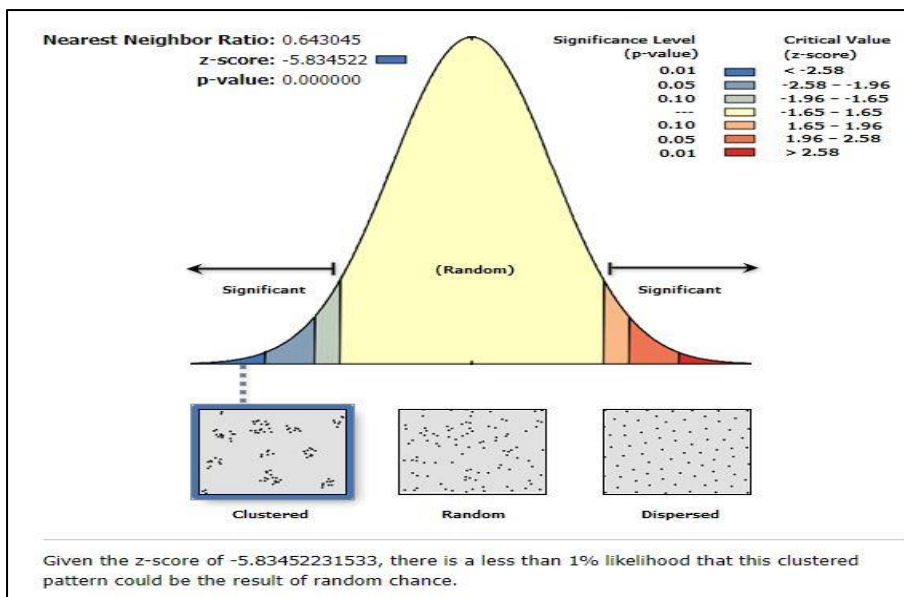 Nearest Neighbor Ratio: 0.643045
z-score: -5.834522
p-value: 0.000000
Significance Level
(p-value)
Critical Value
(z-score)
0.01 < -2.58
0.05 -2.58 – -1.96
0.10 -1.96 – -1.65
--- -1.65 – 1.65
0.10 1.65 – 1.96
0.05 1.96 – 2.58
0.01 > 2.58
(Random)
Significant
Significant
Clustered
Random
Dispersed
Given the z-score of -5.83452231533, there is a less than 1% likelihood that this clustered
pattern could be the result of random chance.